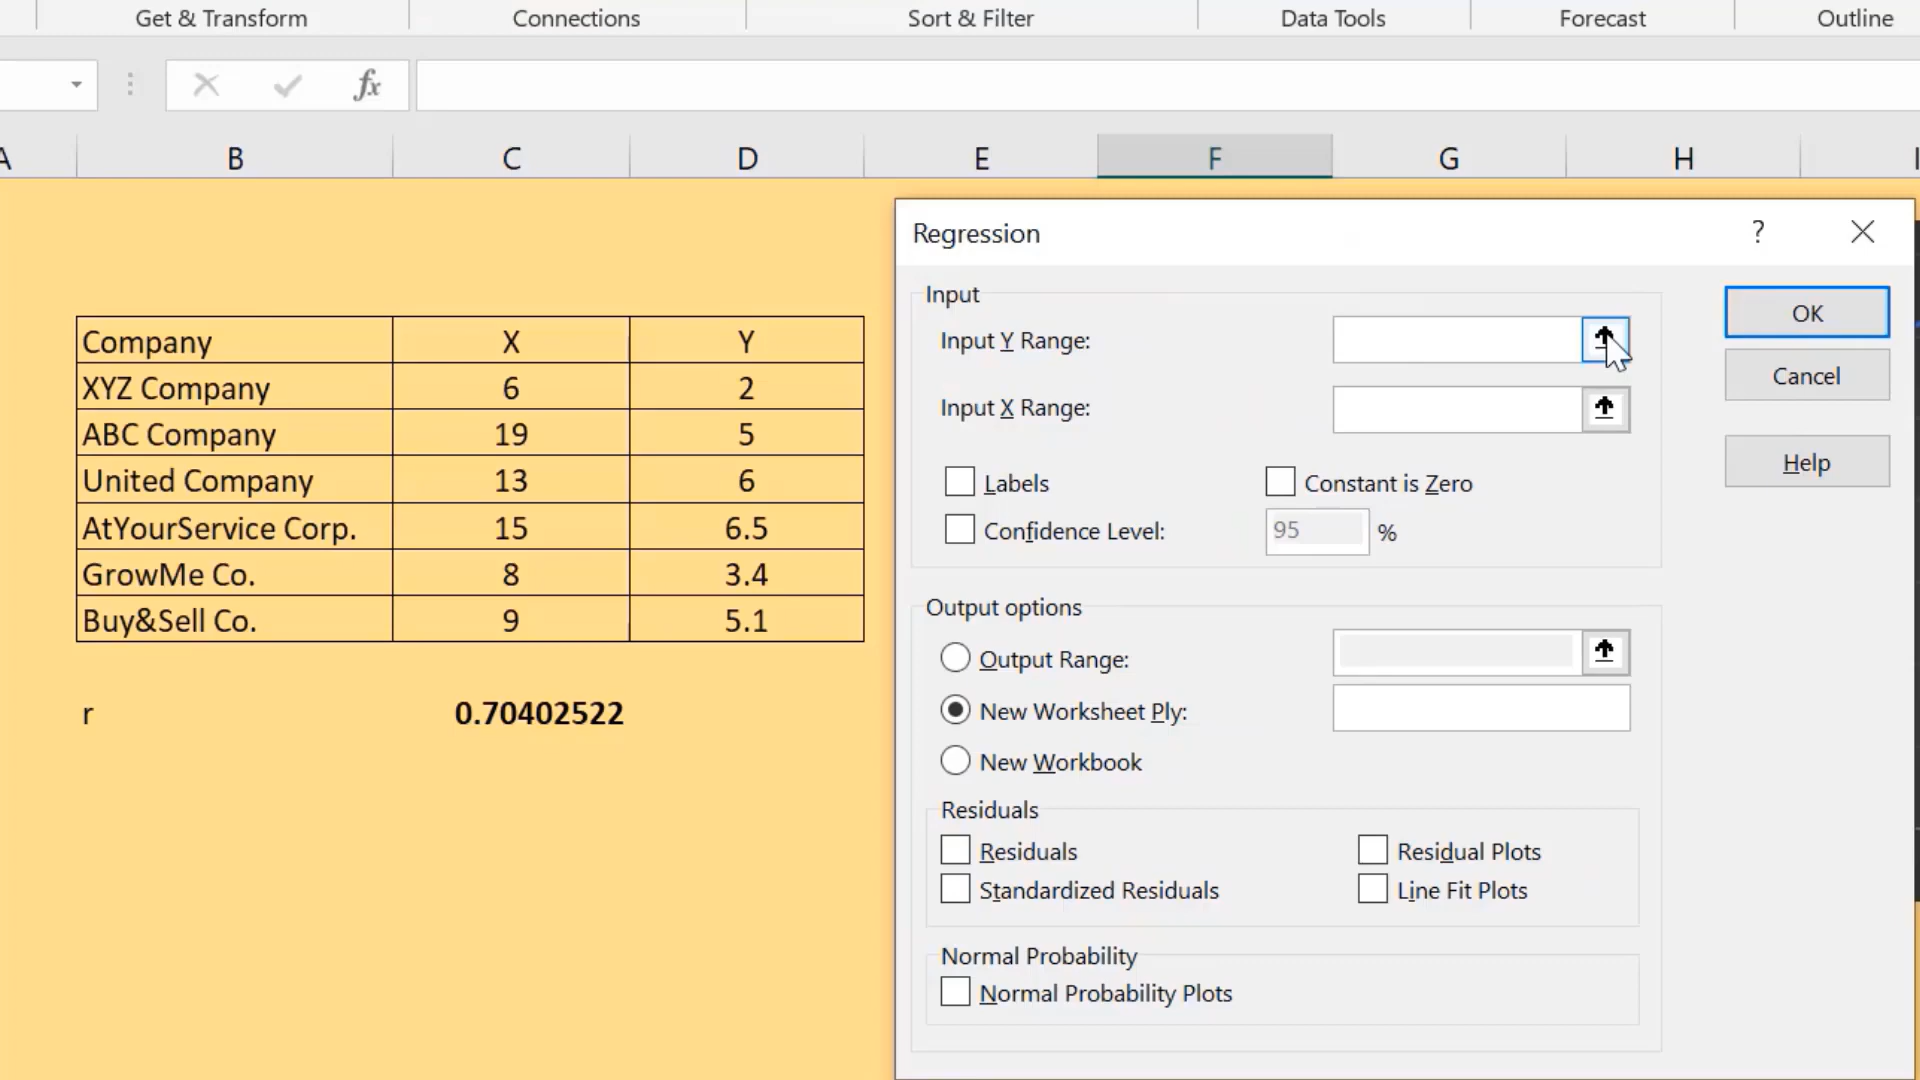 Get & Transform Connections Sort & Filter Data Tools Forecast Outline
fx
A B C D E F G H I
Company X Y
XYZ Company 6 2
ABC Company 19 5
United Company 13 6
AtYourService Corp. 15 6.5
GrowMe Co. 8 3.4
Buy&Sell Co. 9 5.1
r 0.70402522
Regression ?
Input
Input Y Range:
Input X Range:
Labels Constant is Zero
Confidence Level: 95 %
OK
Cancel
Help
Output options
Output Range:
New Worksheet Ply:
New Workbook
Residuals
Residuals Residual Plots
Standardized Residuals Line Fit Plots
Normal Probability
Normal Probability Plots